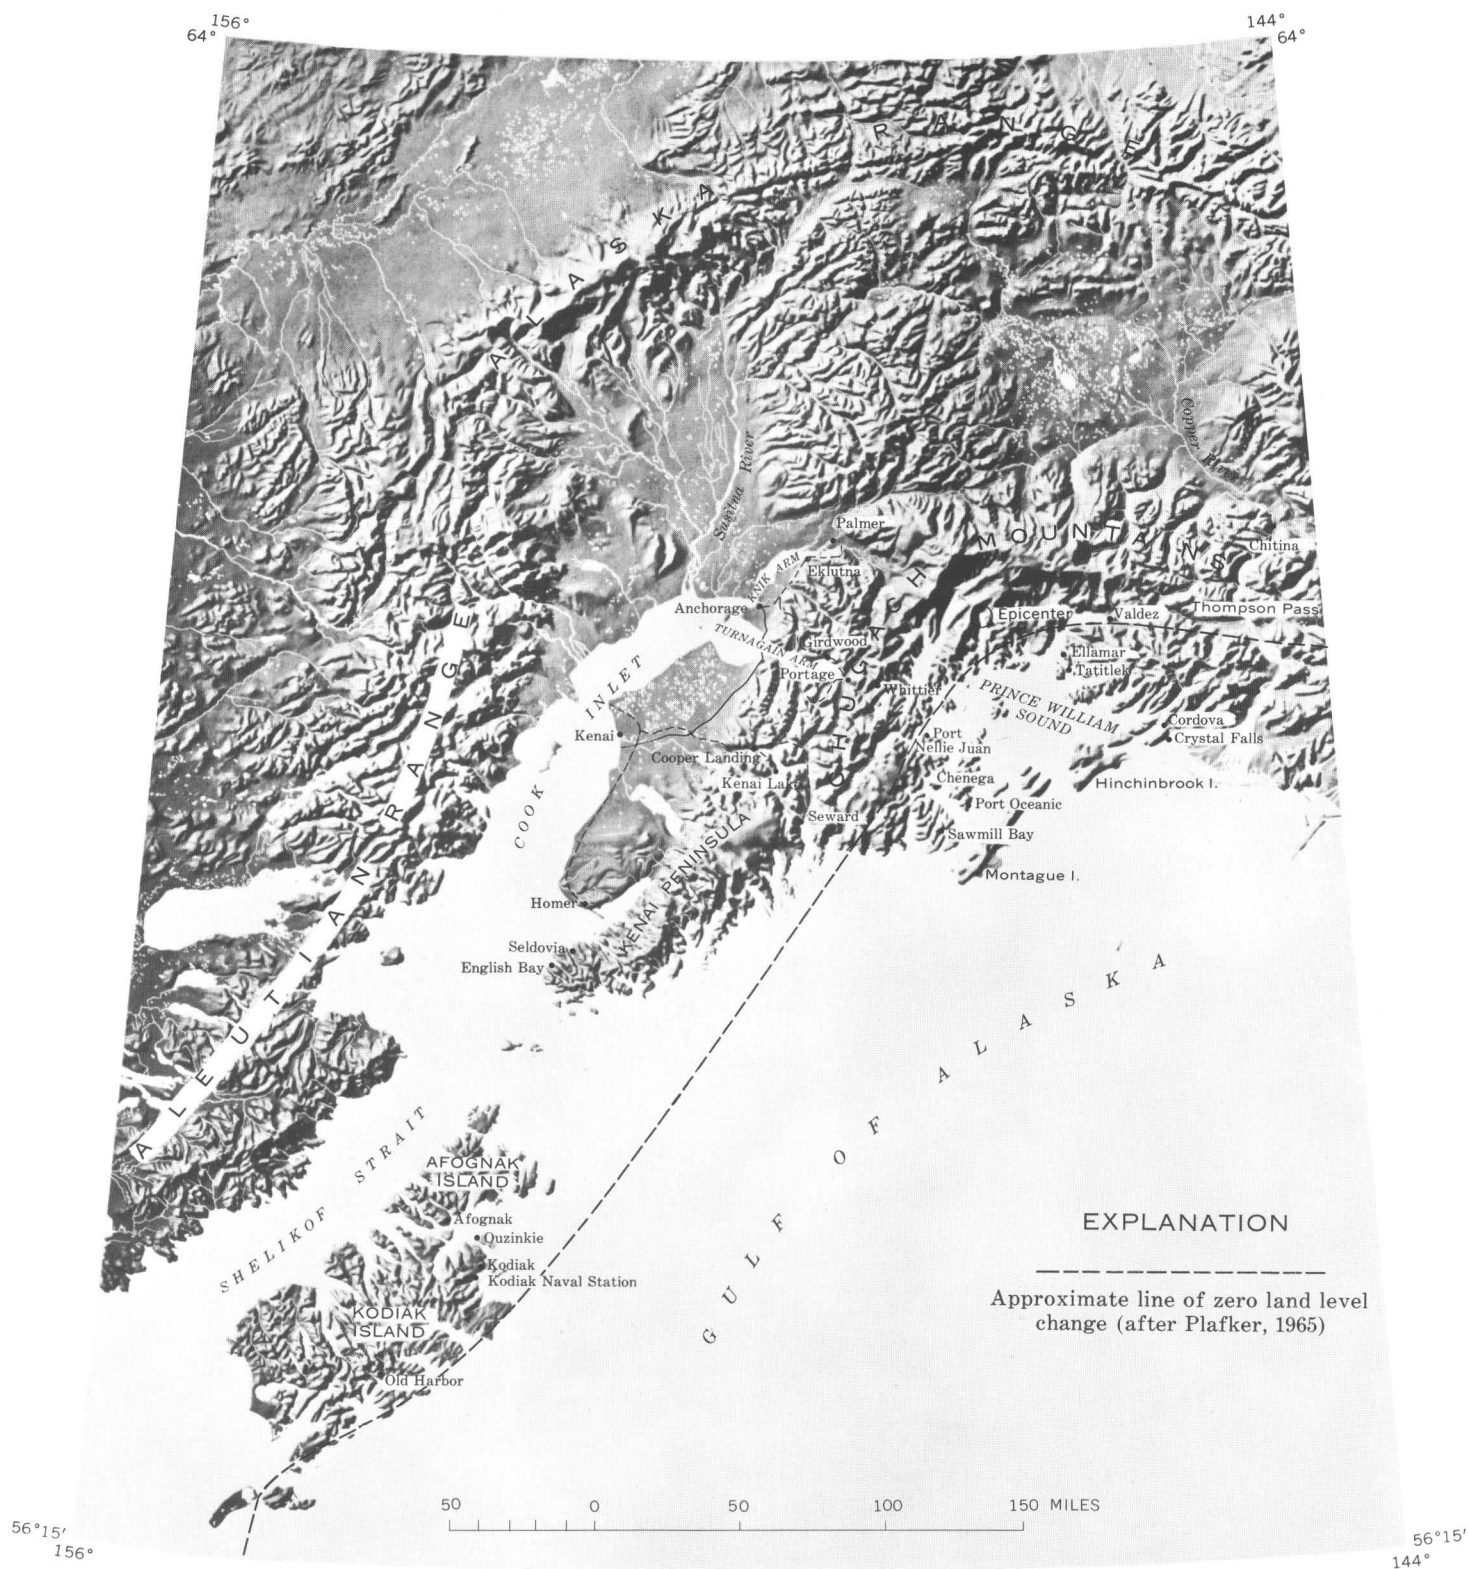 156°
144°
64°
64°
ALASKA RANGE
Copper River
Susitna River
Palmer
MOUNTAINS
Chitina
KNIK ARM
Eklutna
CHUGACH
Anchorage
Epicenter
Valdez
Thompson Pass
TURNAGAIN ARM
Girdwood
Ellamar
Tatitlek
Portage
Whittier
PRINCE WILLIAM
SOUND
COOK INLET
Cordova
Crystal Falls
Kenai
Port
Nellie Juan
Cooper Landing
Chenega
Kenai Lake
Hinchinbrook I.
Port Oceanic
Seward
Sawmill Bay
KENAI PENINSULA
Montague I.
ALEUTIAN RANGE
Homer
Seldovia
English Bay
GULF OF ALASKA
SHELIKOF STRAIT
AFOGNAK
ISLAND
Afognak
Ouzinkie
Kodiak
Kodiak Naval Station
KODIAK
ISLAND
Old Harbor
EXPLANATION
Approximate line of zero land level
change (after Plafker, 1965)
50 0 50 100 150 MILES
56°15′
156°
56°15′
144°